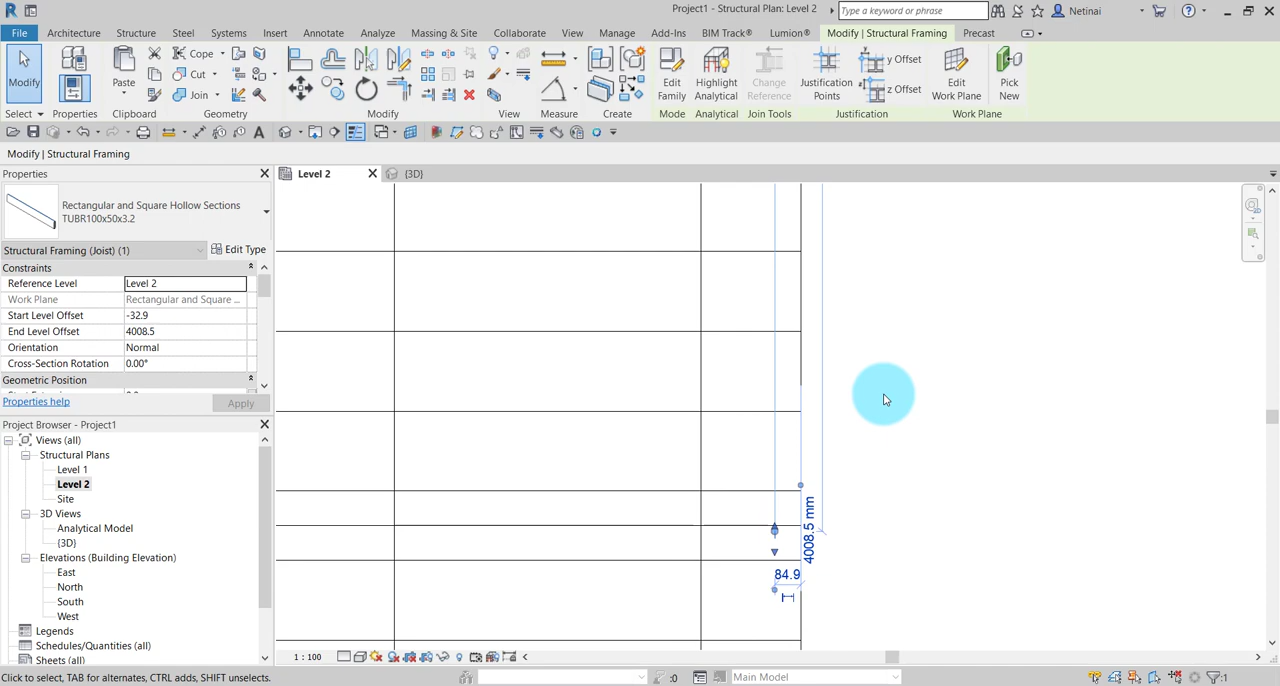 Project1 - Structural Plan: Level 2
Type a keyword or phrase
Netinai
File
Architecture
Structure
Steel
Systems
Insert
Annotate
Analyze
Massing & Site
Collaborate
View
Manage
Add-Ins
BIM Track®
Lumion®
Modify | Structural Framing
Precast
Modify
Paste
Cope
Cut
Join
Edit Family
Highlight Analytical
Change Reference
Justification Points
y Offset
z Offset
Edit Work Plane
Pick New
Select
Properties
Clipboard
Geometry
Modify
View
Measure
Create
Mode
Analytical
Join Tools
Justification
Work Plane
Modify | Structural Framing
Properties
Level 2
{3D}
Rectangular and Square Hollow Sections
TUBR100x50x3.2
Structural Framing (Joist) (1)
Edit Type
Constraints
Reference Level
Level 2
Work Plane
Rectangular and Square ...
Start Level Offset
-32.9
End Level Offset
4008.5
Orientation
Normal
Cross-Section Rotation
0.00°
Geometric Position
Properties help
Apply
Project Browser - Project1
Views (all)
Structural Plans
Level 1
Level 2
Site
3D Views
Analytical Model
{3D}
Elevations (Building Elevation)
East
North
South
West
Legends
Schedules/Quantities (all)
Sheets (all)
4008.5 mm
84.9
1 : 100
Click to select, TAB for alternates, CTRL adds, SHIFT unselects.
:0
Main Model
:1